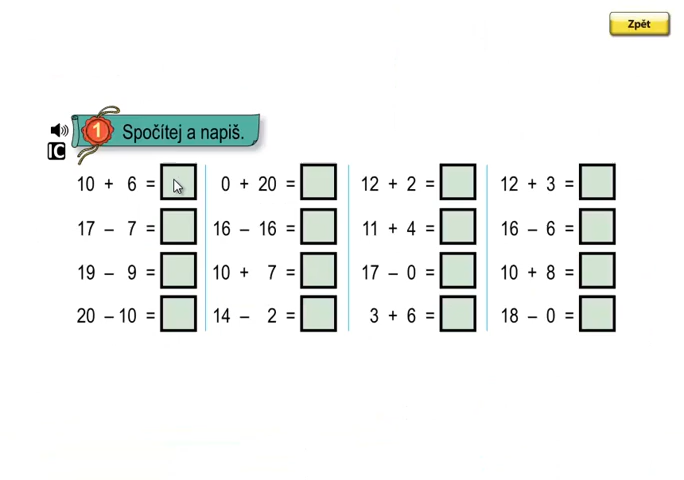 Zpět
1 Spočítej a napiš.
IC
10 + 6 = 0 + 20 = 12 + 2 = 12 + 3 =
17 – 7 = 16 – 16 = 11 + 4 = 16 – 6 =
19 – 9 = 10 + 7 = 17 – 0 = 10 + 8 =
20 – 10 = 14 – 2 = 3 + 6 = 18 – 0 =